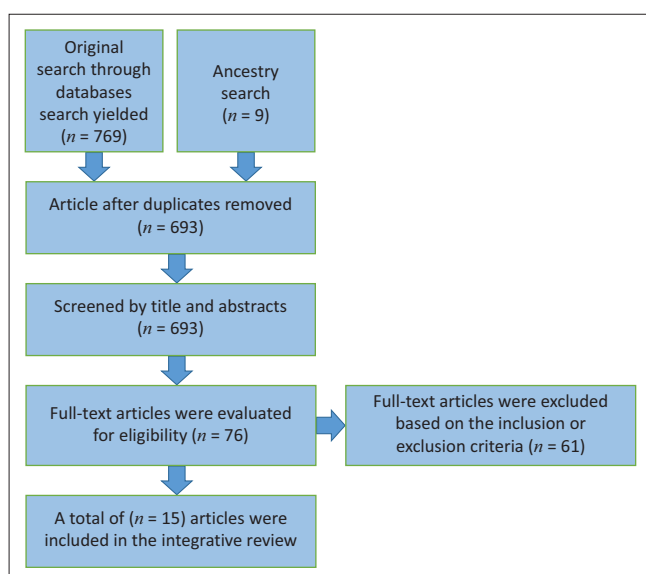 Original
search through
databases
search yielded
(n = 769)
Ancestry
search
(n = 9)
Article after duplicates removed
(n = 693)
Screened by title and abstracts
(n = 693)
Full-text articles were evaluated
for eligibility (n = 76)
Full-text articles were excluded
based on the inclusion or
exclusion criteria (n = 61)
A total of (n = 15) articles were
included in the integrative review